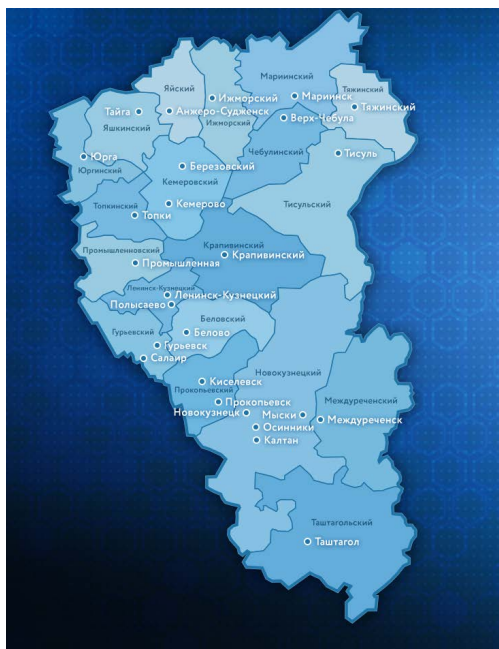 Яйский
Мариинский
Тяжинский
Ижморский
Мариинск
Тяжинский
Тайга
Анжеро-Судженск
Яшкинский
Ижморский
Верх-Чебула
Чебулинский
Тисуль
Юрга
Юргинский
Березовский
Кемеровский
Топкинский
Кемерово
Тисульский
Топки
Крапивинский
Промышленновский
Крапивинский
Промышленная
Ленинск-Кузнецкий
Ленинск-Кузнецкий
Полысаево
Беловский
Гурьевский
Белово
Гурьевск
Салаир
Новокузнецкий
Киселевск
Прокопьевский
Междуреченский
Прокопьевск
Новокузнецк
Мыски
Междуреченск
Осинники
Калтан
Таштагольский
Таштагол